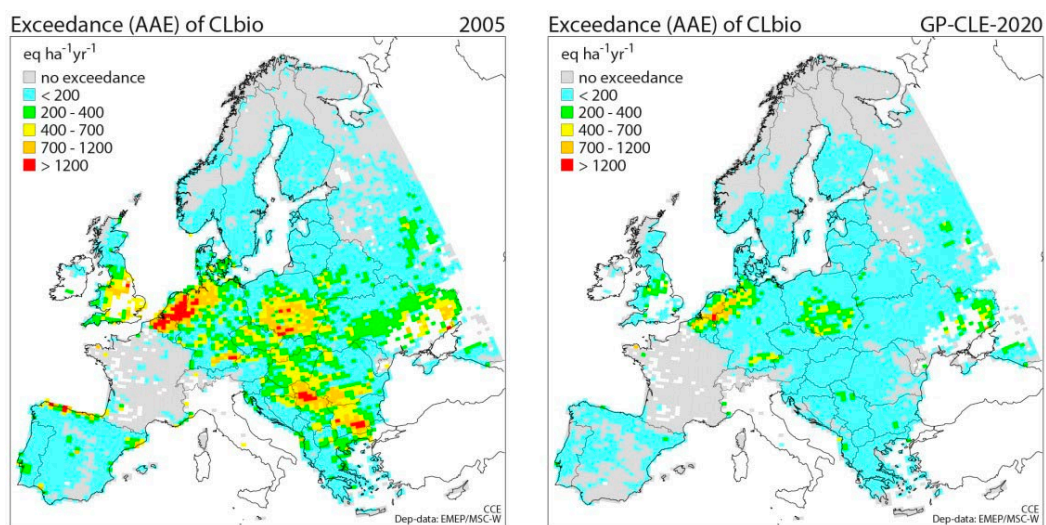 Exceedance (AAE) of CLbio 2005
eq ha⁻¹yr⁻¹
no exceedance
< 200
200 - 400
400 - 700
700 - 1200
> 1200
CCE
Dep-data: EMEP/MSC-W
Exceedance (AAE) of CLbio GP-CLE-2020
eq ha⁻¹yr⁻¹
no exceedance
< 200
200 - 400
400 - 700
700 - 1200
> 1200
CCE
Dep-data: EMEP/MSC-W